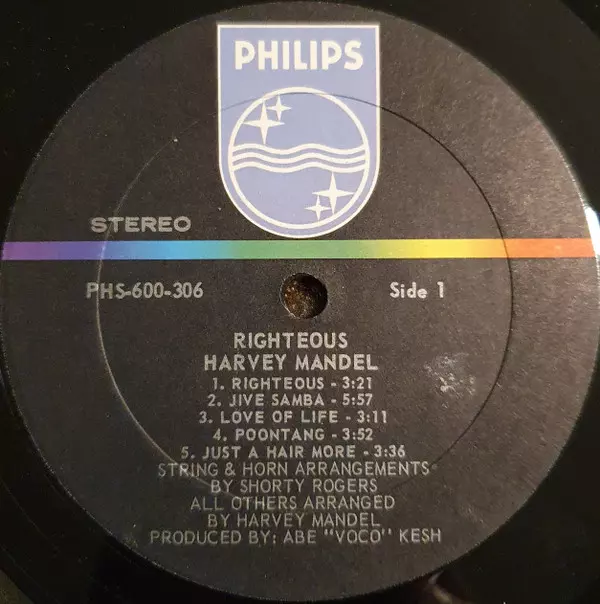 PHILIPS
STEREO
PHS-600-306 Side 1
RIGHTEOUS
HARVEY MANDEL
1. RIGHTEOUS - 3:21
2. JIVE SAMBA - 5:57
3. LOVE OF LIFE - 3:11
4. POONTANG - 3:52
5. JUST A HAIR MORE - 3:36
STRING & HORN ARRANGEMENTS
BY SHORTY ROGERS
ALL OTHERS ARRANGED
BY HARVEY MANDEL
PRODUCED BY: ABE "VOCO" KESH